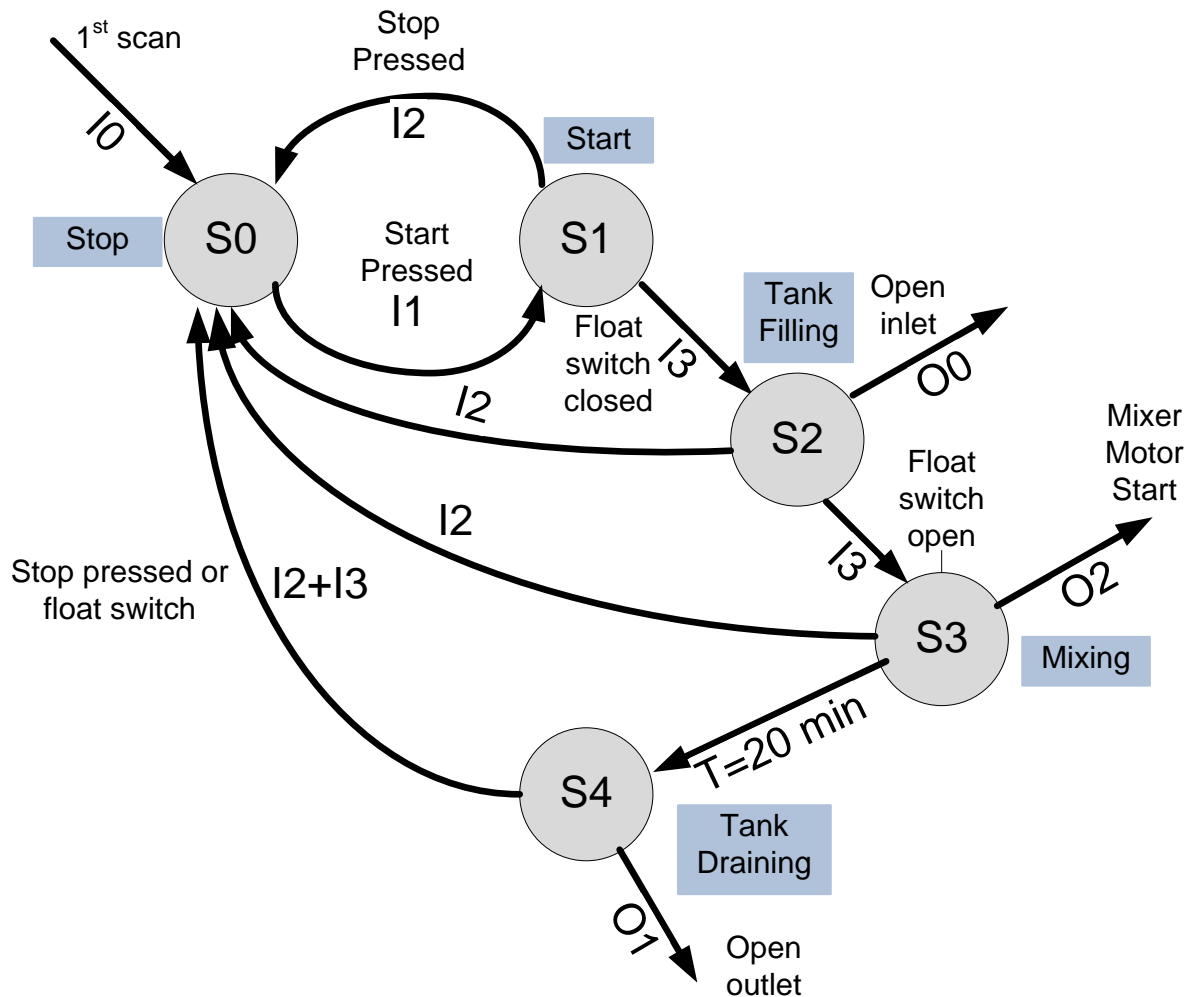 1st scan
I0
Stop
Pressed
I2
Start
Stop
S0
Start
Pressed
I1
S1
Float
switch
closed
I3
Tank
Filling
Open
inlet
O0
I2
S2
Mixer
Motor
Start
Float
switch
open
I3
O2
I2
Stop pressed or
float switch
I2+I3
S3
Mixing
T=20 min
S4
Tank
Draining
O1
Open
outlet